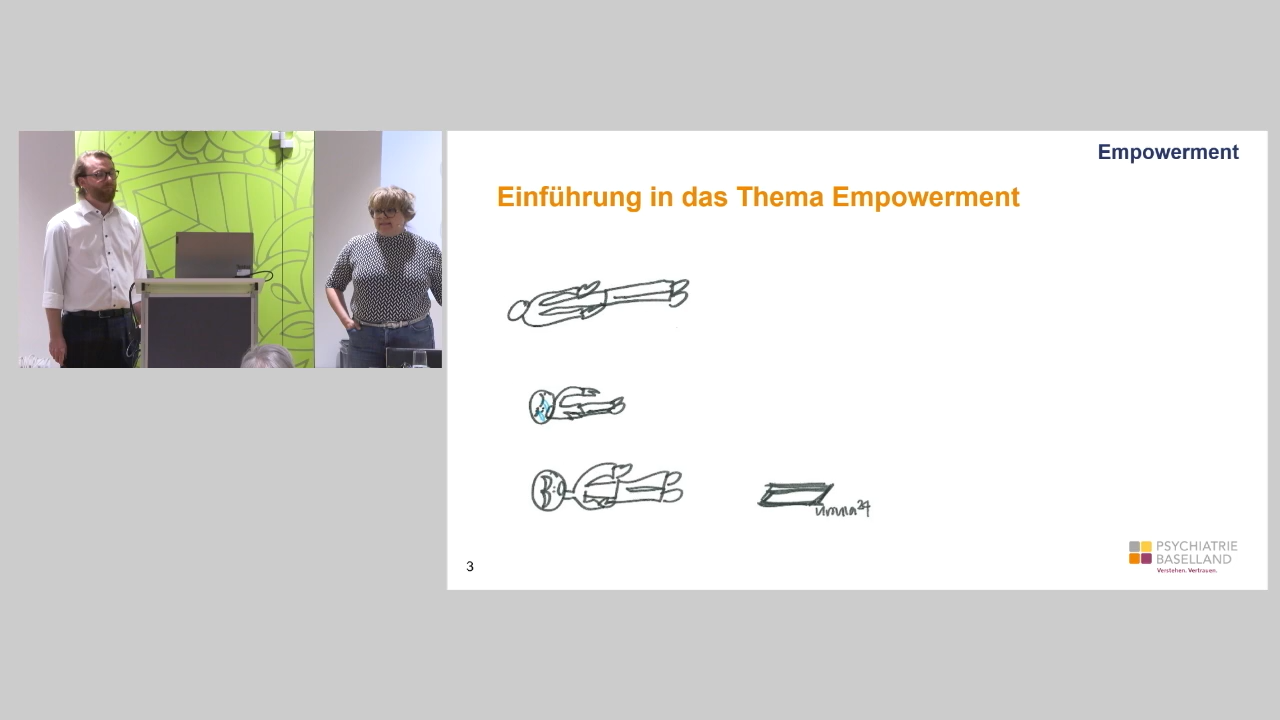 Empowerment
Einführung in das Thema Empowerment
3
PSYCHIATRIE
BASELLAND
Verstehen. Vertrauen.